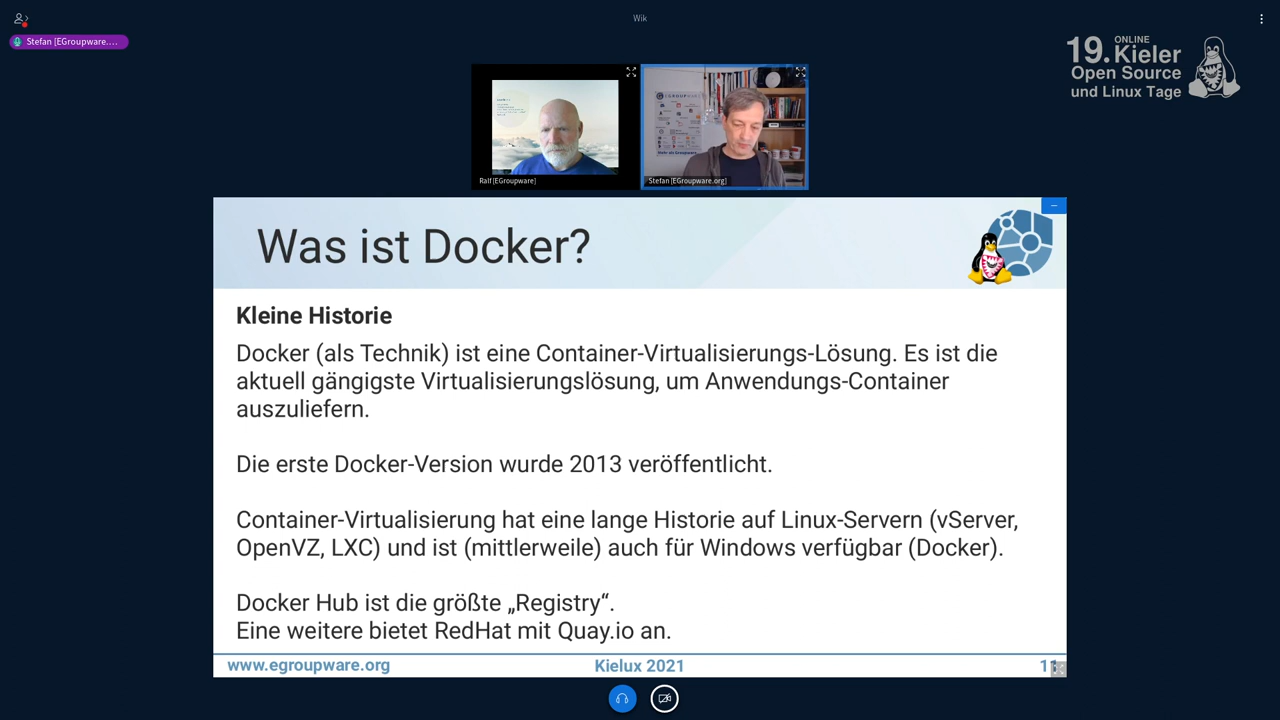 Wik
Stefan [EGroupware....
19. ONLINE Kieler
Open Source
und Linux Tage
Ralf [EGroupware]
Stefan [EGroupware.org]
Was ist Docker?
Kleine Historie
Docker (als Technik) ist eine Container-Virtualisierungs-Lösung. Es ist die
aktuell gängigste Virtualisierungslösung, um Anwendungs-Container
auszuliefern.
Die erste Docker-Version wurde 2013 veröffentlicht.
Container-Virtualisierung hat eine lange Historie auf Linux-Servern (vServer,
OpenVZ, LXC) und ist (mittlerweile) auch für Windows verfügbar (Docker).
Docker Hub ist die größte „Registry“.
Eine weitere bietet RedHat mit Quay.io an.
www.egroupware.org
Kielux 2021